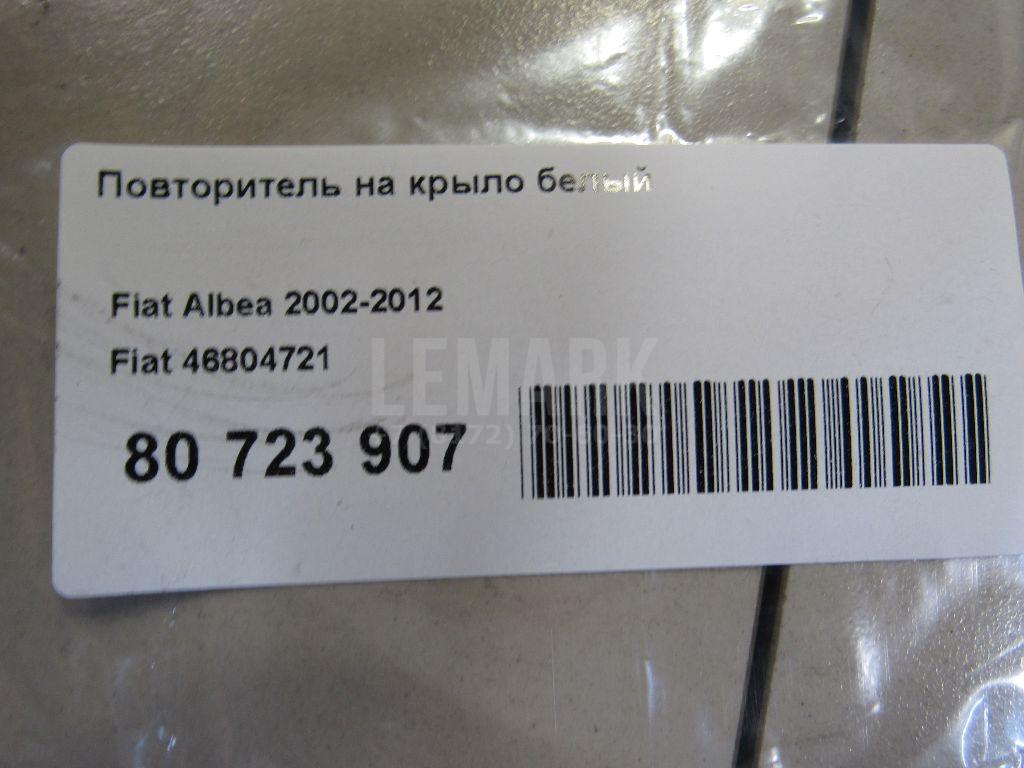 Повторитель на крыло белый
Fiat Albea 2002-2012
Fiat 46804721
LEMARK
80 723 907